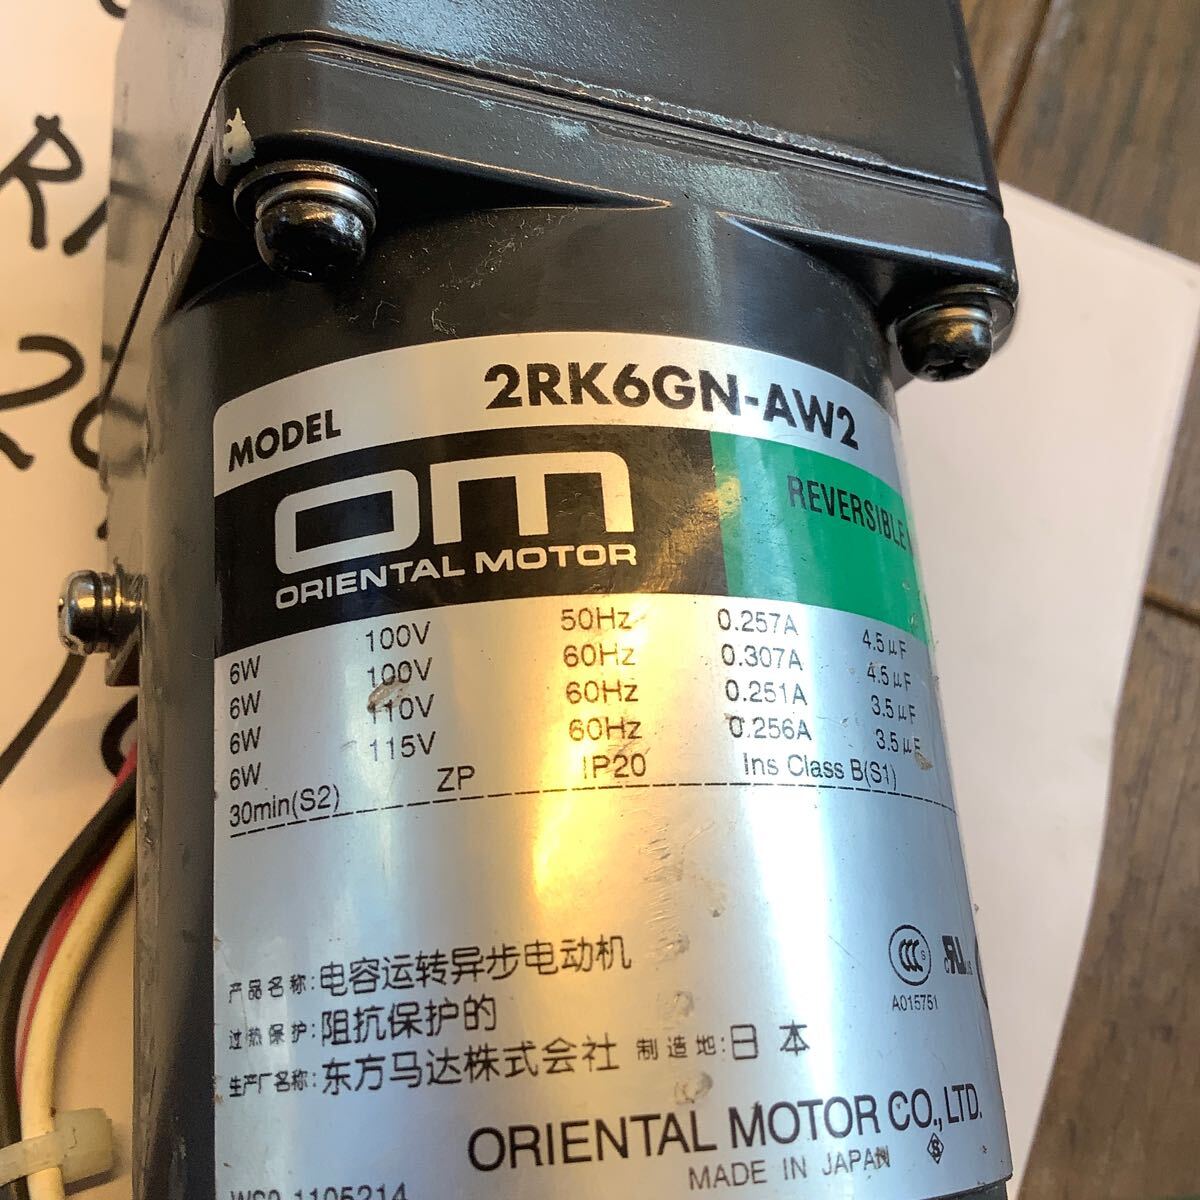 MODEL 2RK6GN-AW2
OM
ORIENTAL MOTOR
REVERSIBLE
6W 100V 50Hz 0.257A 4.5μF
6W 100V 60Hz 0.307A 4.5μF
6W 110V 60Hz 0.251A 3.5μF
6W 115V 60Hz 0.256A 3.5μF
30min(S2) ZP IP20 Ins Class B(S1)
产品名称:电容运转异步电动机
过热保护:阻抗保护的
生产厂名称:东方马达株式会社 制造地:日本
CCC S
A015751
c RU us
ORIENTAL MOTOR CO.,LTD.
MADE IN JAPAN
S
1105214